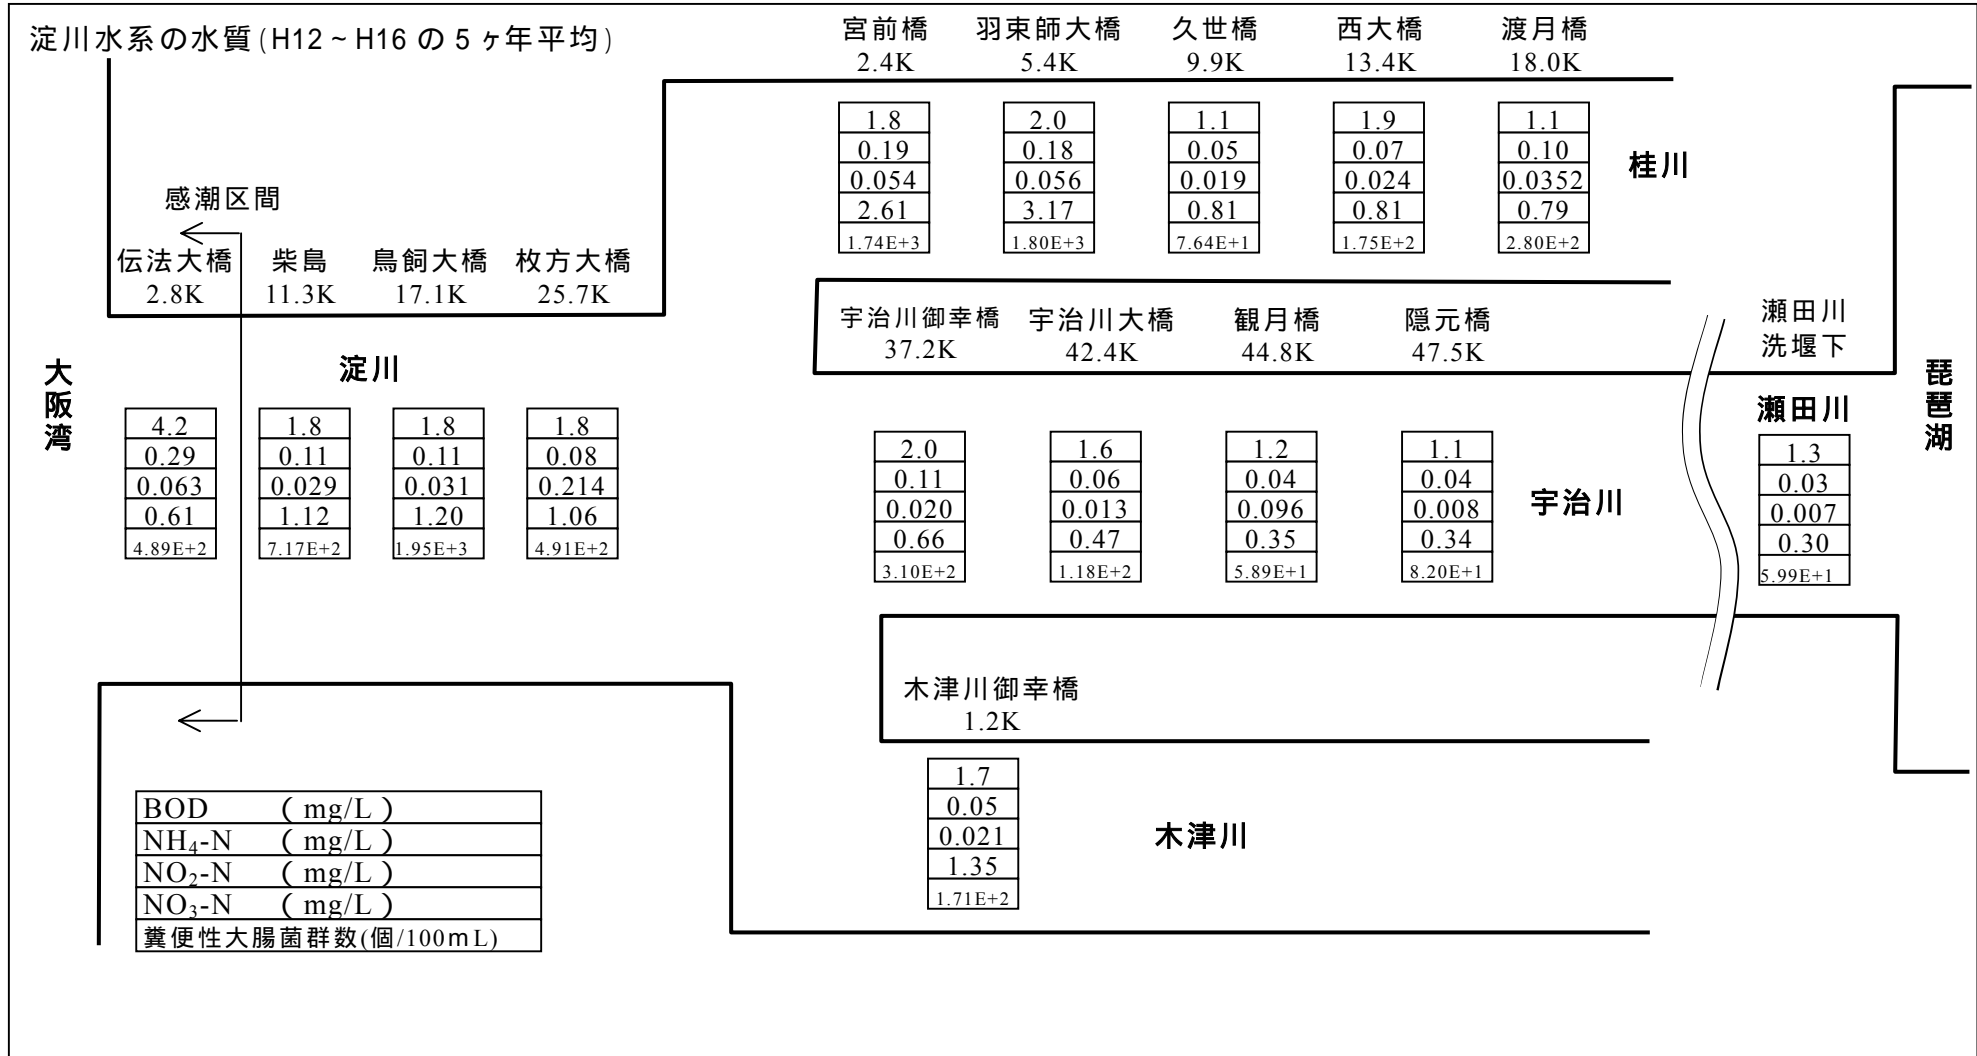 淀川水系の水質(H12~H16の5ヶ年平均)
宮前橋 羽束師大橋 久世橋 西大橋 渡月橋
2.4K 5.4K 9.9K 13.4K 18.0K
1.8 2.0 1.1 1.9 1.1
0.19 0.18 0.05 0.07 0.10
0.054 0.056 0.019 0.024 0.0352
2.61 3.17 0.81 0.81 0.79
1.74E+3 1.80E+3 7.64E+1 1.75E+2 2.80E+2
桂川
感潮区間
伝法大橋 柴島 鳥飼大橋 枚方大橋
2.8K 11.3K 17.1K 25.7K
淀川
大阪湾
4.2 1.8 1.8 1.8
0.29 0.11 0.11 0.08
0.063 0.029 0.031 0.214
0.61 1.12 1.20 1.06
4.89E+2 7.17E+2 1.95E+3 4.91E+2
宇治川御幸橋 宇治川大橋 観月橋 隠元橋
37.2K 42.4K 44.8K 47.5K
2.0 1.6 1.2 1.1
0.11 0.06 0.04 0.04
0.020 0.013 0.096 0.008
0.66 0.47 0.35 0.34
3.10E+2 1.18E+2 5.89E+1 8.20E+1
宇治川
瀬田川
洗堰下
瀬田川
1.3
0.03
0.007
0.30
5.99E+1
琵琶湖
木津川御幸橋
1.2K
1.7
0.05
0.021
1.35
1.71E+2
木津川
BOD (mg/L)
NH₄-N (mg/L)
NO₂-N (mg/L)
NO₃-N (mg/L)
糞便性大腸菌群数(個/100mL)